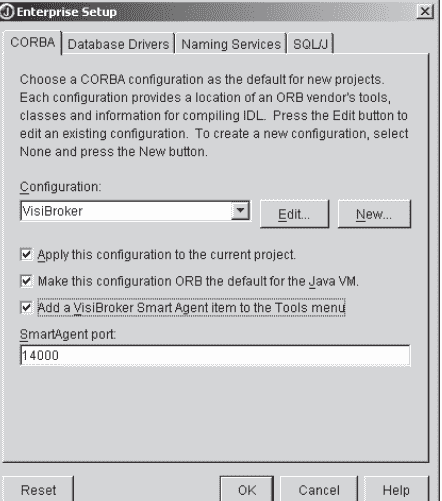 Enterprise Setup
CORBA Database Drivers Naming Services SQL/J
Choose a CORBA configuration as the default for new projects.
Each configuration provides a location of an ORB vendor's tools,
classes and information for compiling IDL. Press the Edit button to
edit an existing configuration. To create a new configuration, select
None and press the New button.
Configuration:
VisiBroker Edit... New...
Apply this configuration to the current project.
Make this configuration ORB the default for the Java VM.
Add a VisiBroker Smart Agent item to the Tools menu
SmartAgent port:
14000
Reset OK Cancel Help